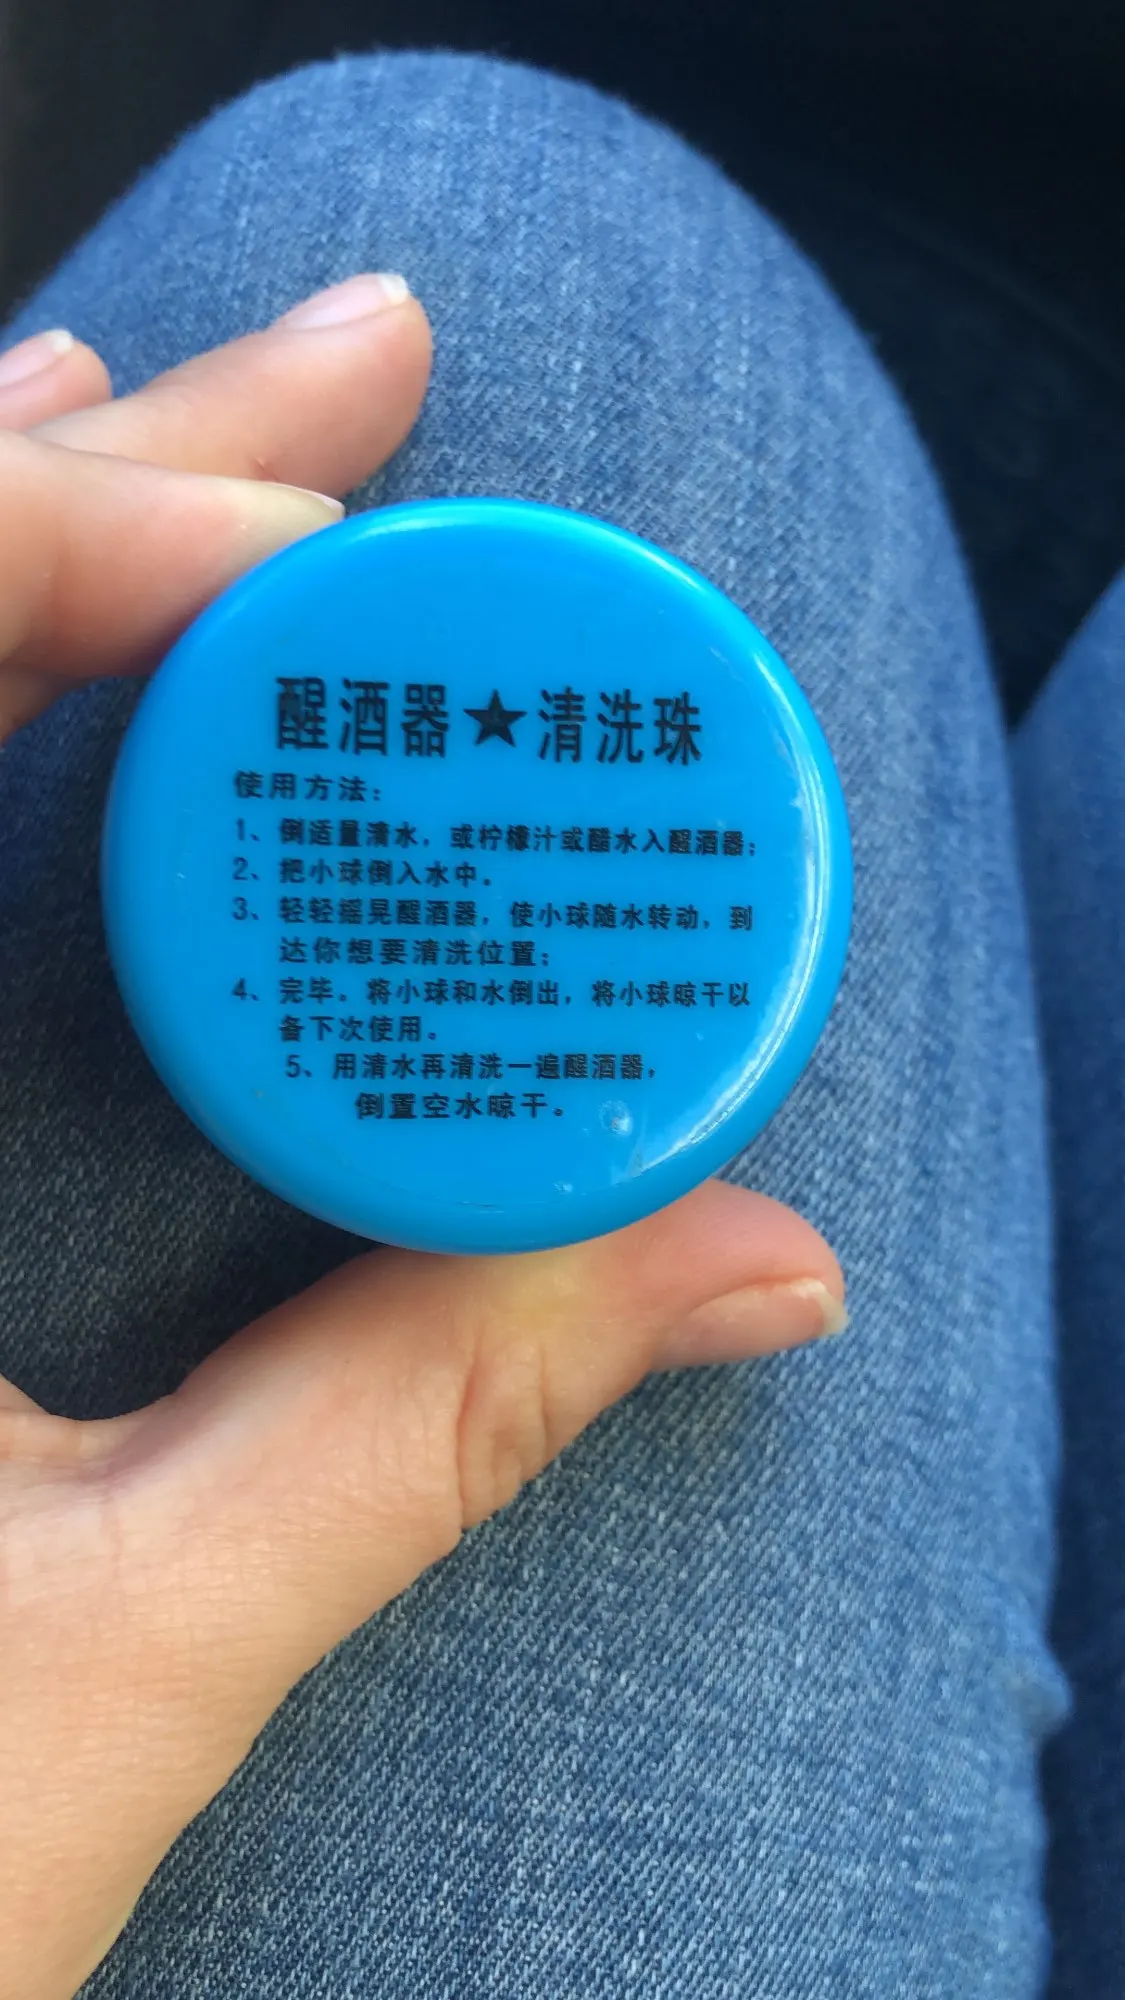 醒酒器★清洗珠
使用方法：
1、倒适量清水，或柠檬汁或醋水入醒酒器；
2、把小球倒入水中。
3、轻轻摇晃醒酒器，使小球随水转动，到
达你想要清洗位置；
4、完毕。将小球和水倒出，将小球晾干以
备下次使用。
5、用清水再清洗一遍醒酒器，
倒置空水晾干。